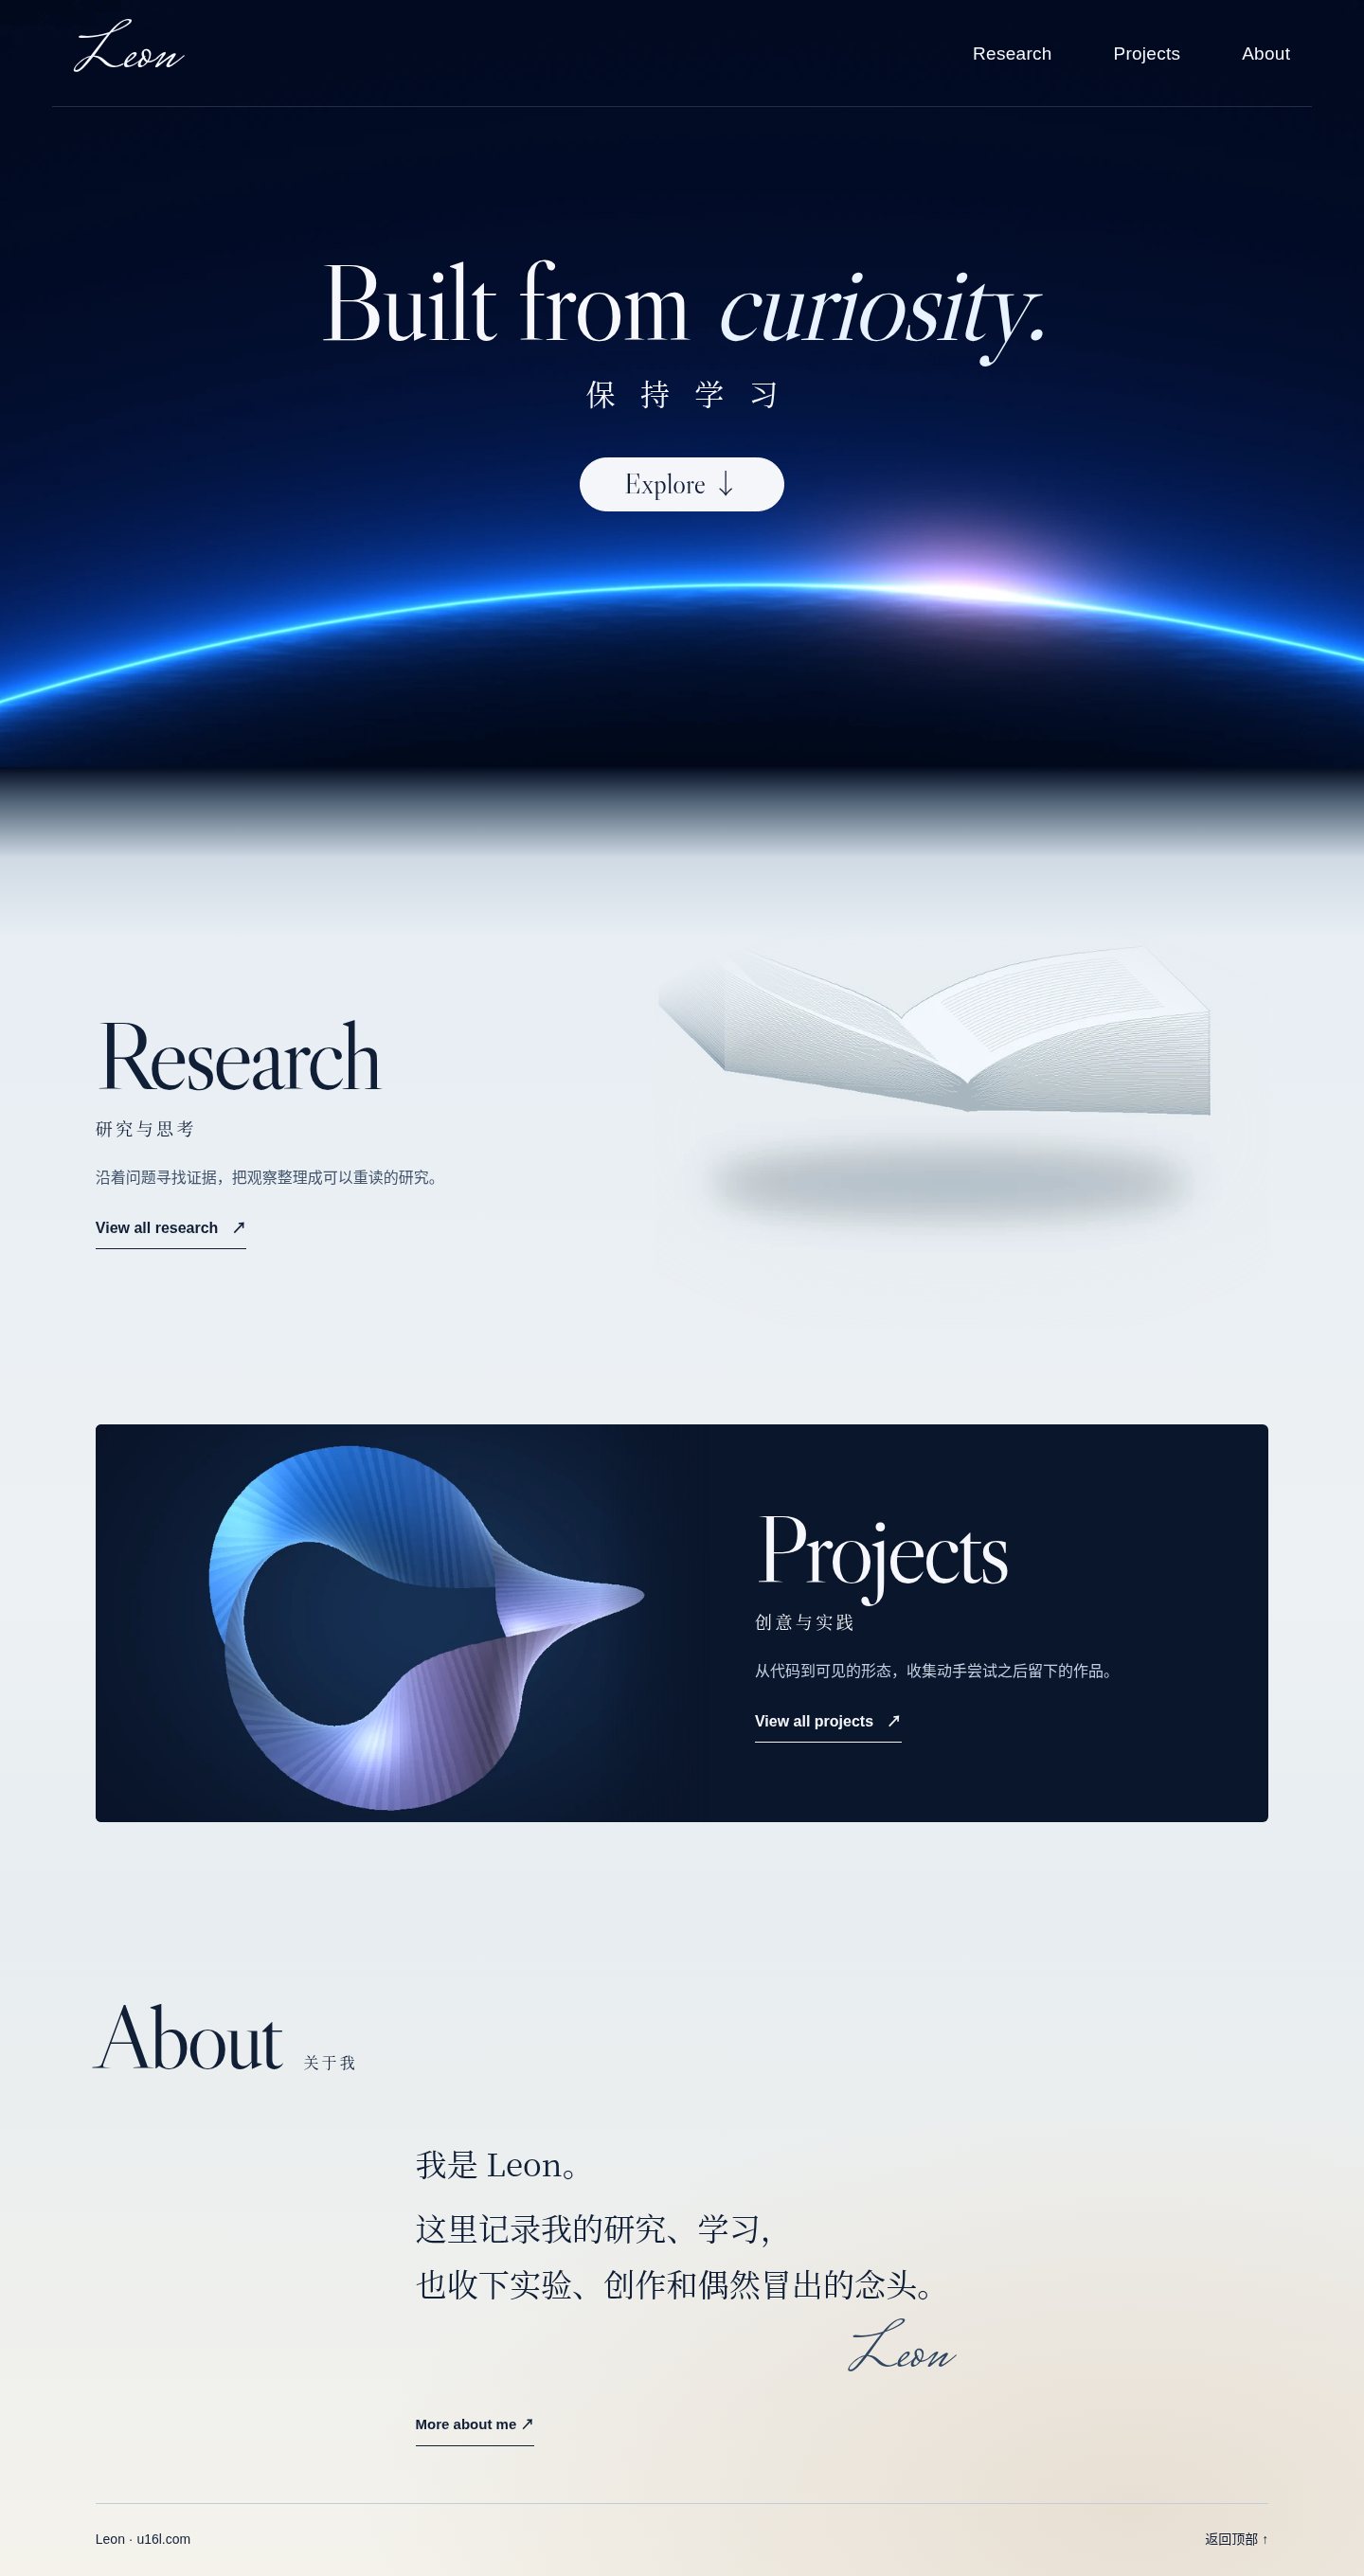 Leon
Research Projects About
Built from curiosity.
保持学习
Explore ↓
Research
研究与思考
沿着问题寻找证据，把观察整理成可以重读的研究。
View all research ↗
Projects
创意与实践
从代码到可见的形态，收集动手尝试之后留下的作品。
View all projects ↗
About 关于我
我是 Leon。
这里记录我的研究、学习，
也收下实验、创作和偶然冒出的念头。
Leon
More about me ↗
Leon · u16l.com 返回顶部 ↑